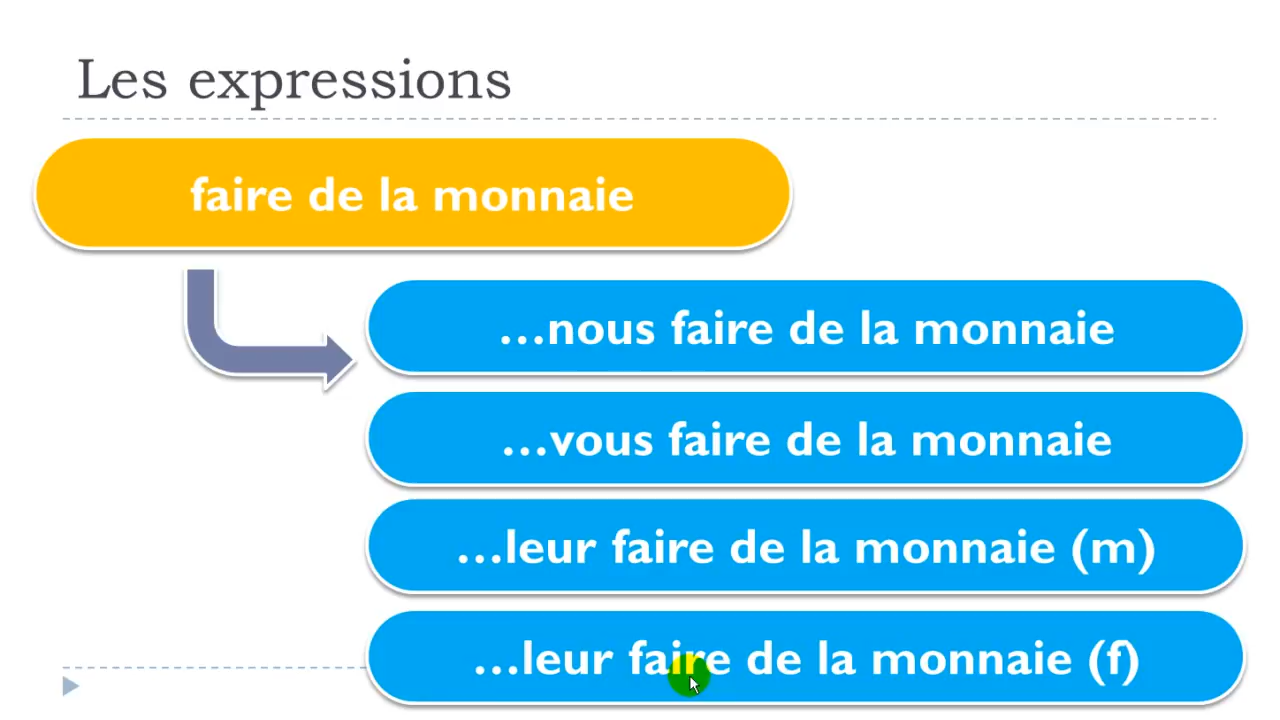 Les expressions
faire de la monnaie
…nous faire de la monnaie
…vous faire de la monnaie
…leur faire de la monnaie (m)
…leur faire de la monnaie (f)